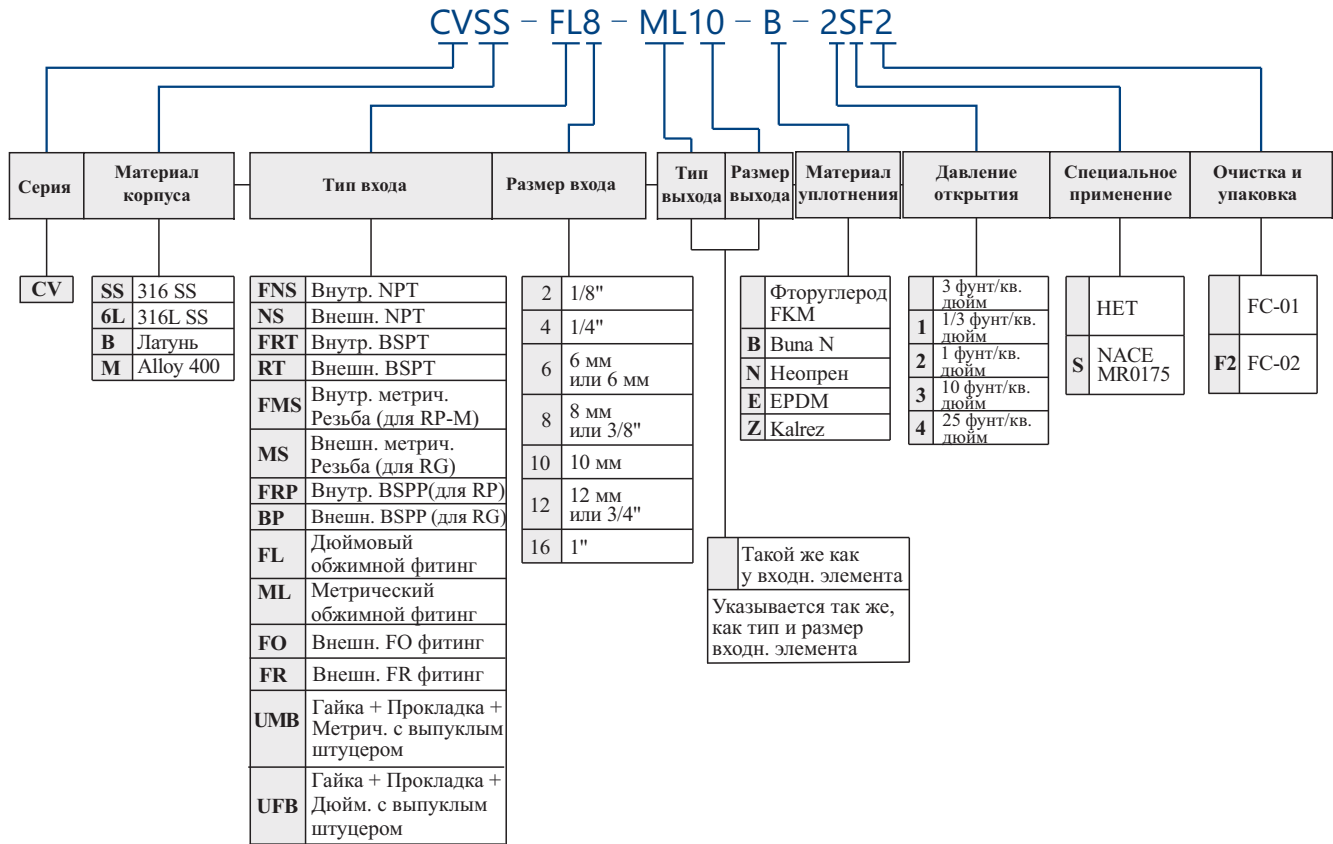 CVSS - FL8 - ML10 - B - 2SF2
Серия
Материал
корпуса
Тип входа
Размер входа
Тип
выхода
Размер
выхода
Материал
уплотнения
Давление
открытия
Специальное
применение
Очистка и
упаковка
CV
SS 316 SS
6L 316L SS
B Латунь
M Alloy 400
FNS Внутр. NPT
NS Внешн. NPT
FRT Внутр. BSPT
RT Внешн. BSPT
FMS Внутр. метрич.
Резьба (для RP-M)
MS Внешн. метрич.
Резьба (для RG)
FRP Внутр. BSPP(для RP)
BP Внешн. BSPP (для RG)
FL Дюймовый
обжимной фитинг
ML Метрический
обжимной фитинг
FO Внешн. FO фитинг
FR Внешн. FR фитинг
UMB Гайка + Прокладка +
Метрич. с выпуклым
штуцером
UFB Гайка + Прокладка +
Дюйм. с выпуклым
штуцером
2 1/8"
4 1/4"
6 6 мм
или 6 мм
8 8 мм
или 3/8"
10 10 мм
12 12 мм
или 3/4"
16 1"
Такой же как
у входн. элемента
Указывается так же,
как тип и размер
входн. элемента
Фторуглерод
FKM
B Buna N
N Неопрен
E EPDM
Z Kalrez
3 фунт/кв.
дюйм
1 1/3 фунт/кв.
дюйм
2 1 фунт/кв.
дюйм
3 10 фунт/кв.
дюйм
4 25 фунт/кв.
дюйм
НЕТ
S NACE
MR0175
FC-01
F2 FC-02